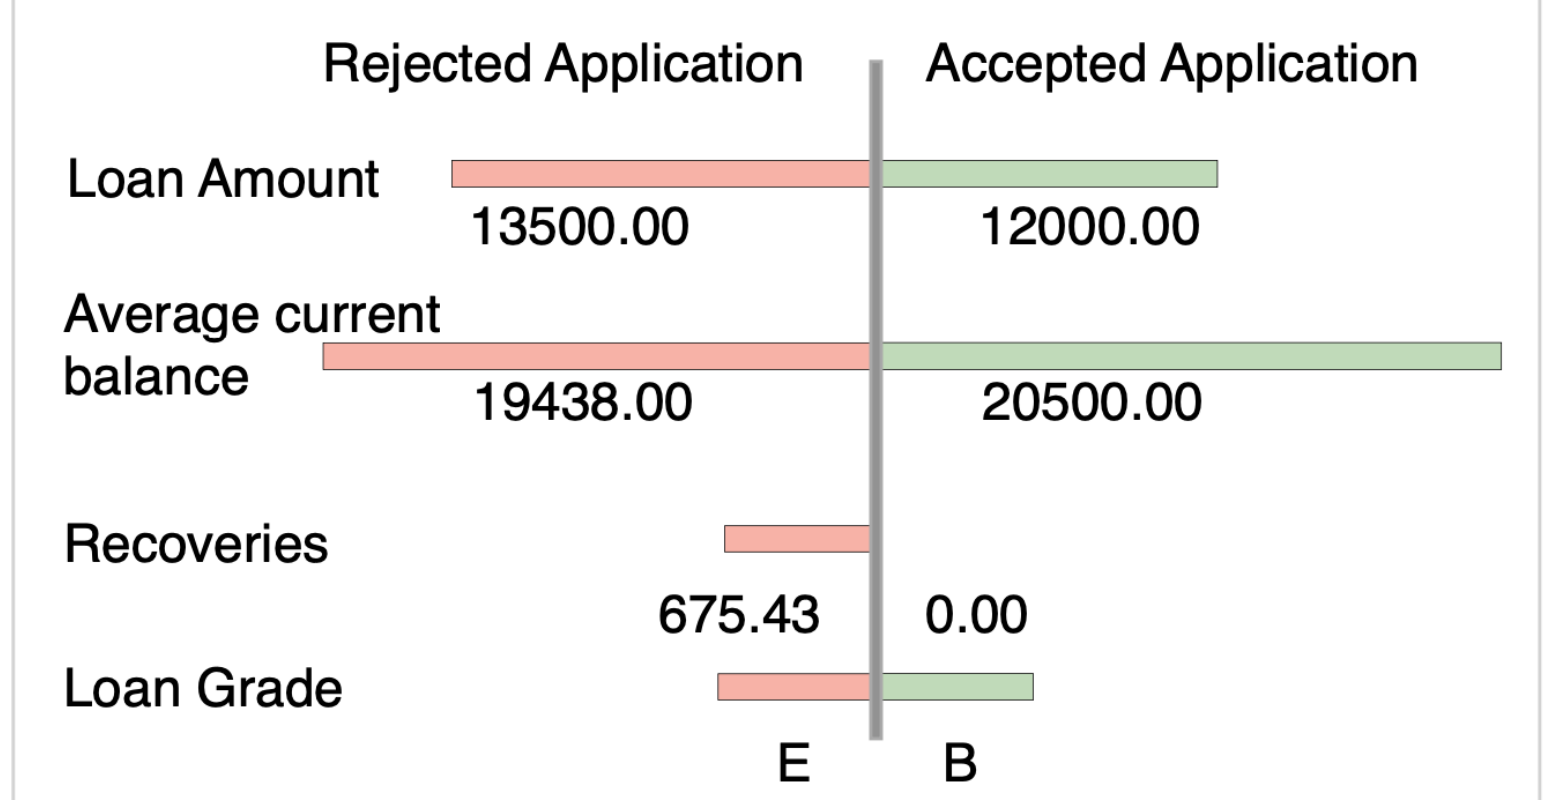 Rejected Application
Accepted Application
Loan Amount
13500.00
12000.00
Average current
balance
19438.00
20500.00
Recoveries
675.43
0.00
Loan Grade
E
B